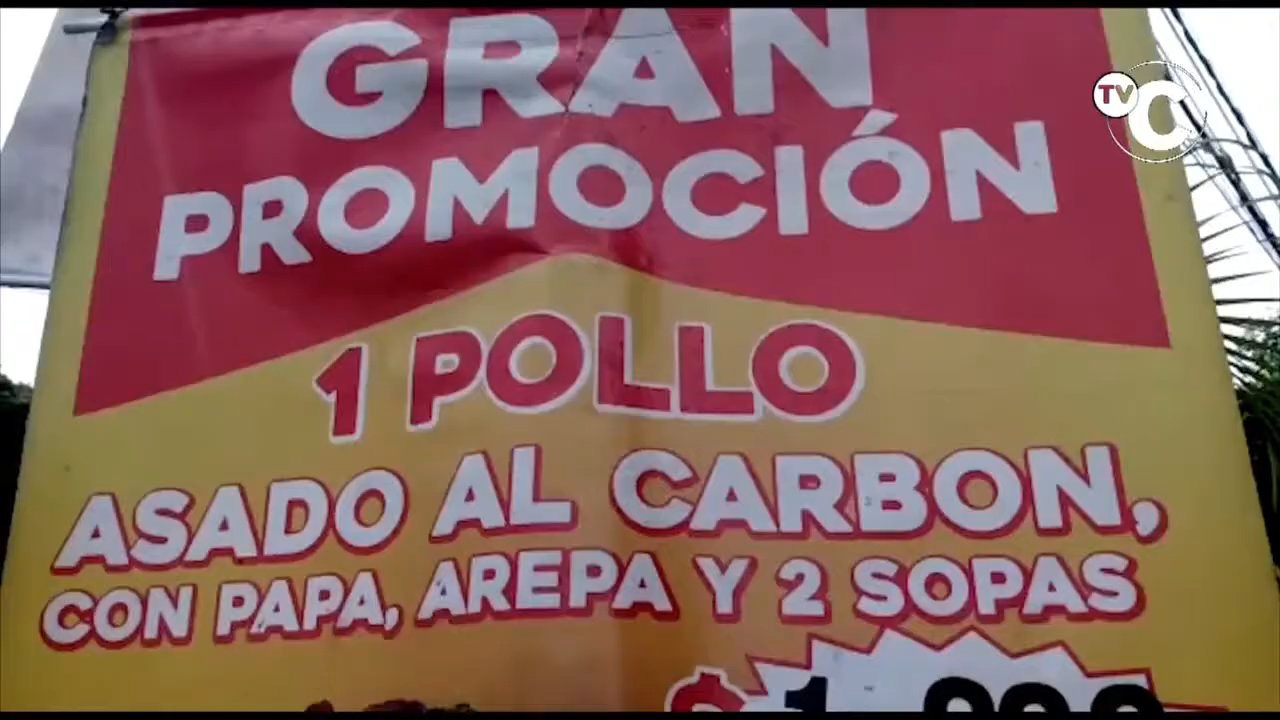 GRAN
PROMOCIÓN
1 POLLO
ASADO AL CARBON,
CON PAPA, AREPA Y 2 SOPAS
$
TV C